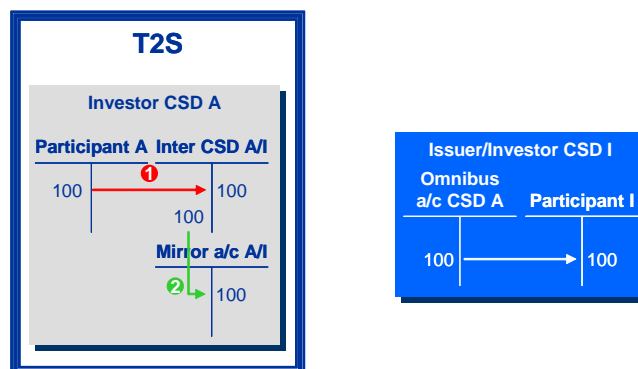 T2S
Investor CSD A
Participant A Inter CSD A/I
1
100 100
100
Mirror a/c A/I
2
100
Issuer/Investor CSD I
Omnibus
a/c CSD A Participant I
100 100